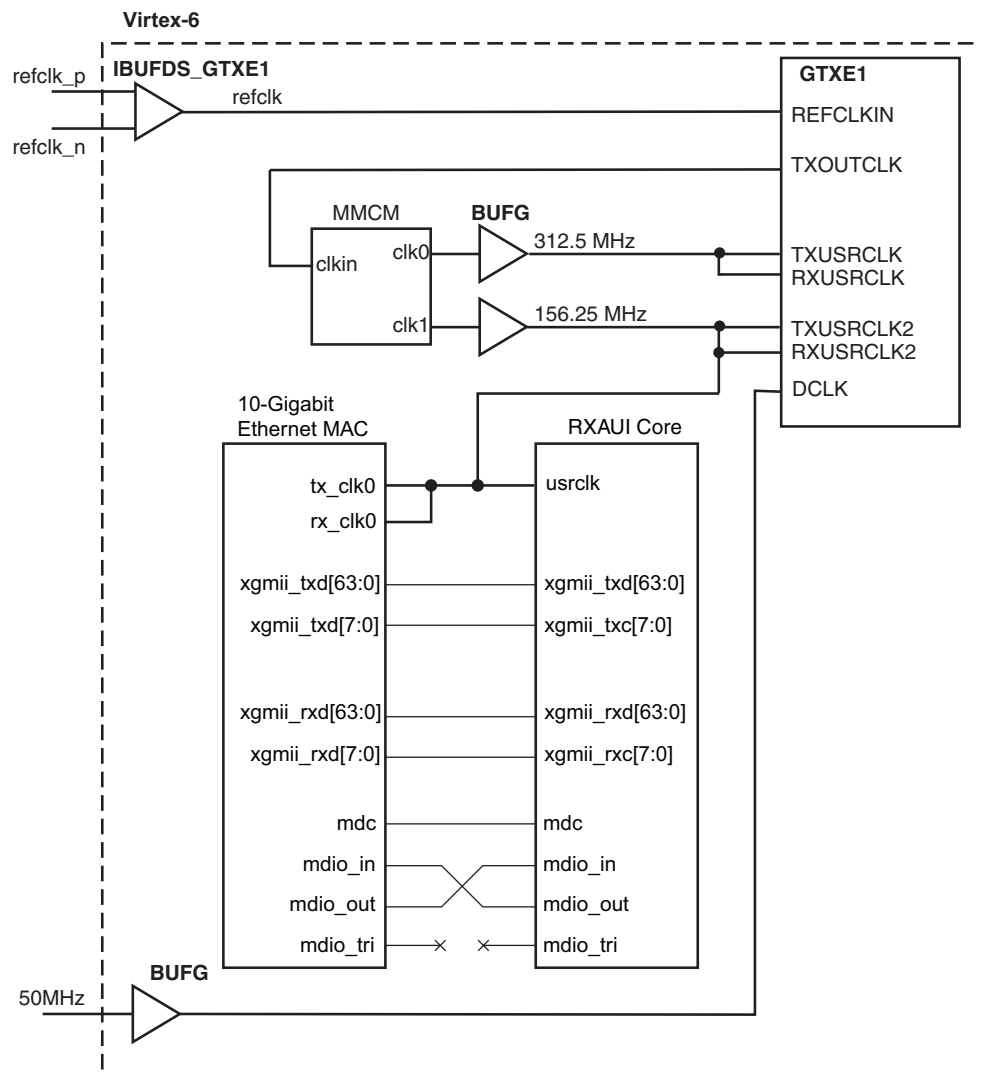 Virtex-6
refclk_p
IBUFDS_GTXE1
refclk
refclk_n
GTXE1
REFCLKIN
TXOUTCLK
MMCM
BUFG
clkin
clk0
312.5 MHz
TXUSRCLK
RXUSRCLK
clk1
156.25 MHz
TXUSRCLK2
RXUSRCLK2
DCLK
10-Gigabit
Ethernet MAC
RXAUI Core
tx_clk0
usrclk
rx_clk0
xgmii_txd[63:0]
xgmii_txd[63:0]
xgmii_txd[7:0]
xgmii_txc[7:0]
xgmii_rxd[63:0]
xgmii_rxd[63:0]
xgmii_rxd[7:0]
xgmii_rxc[7:0]
mdc
mdc
mdio_in
mdio_in
mdio_out
mdio_out
mdio_tri
mdio_tri
BUFG
50MHz